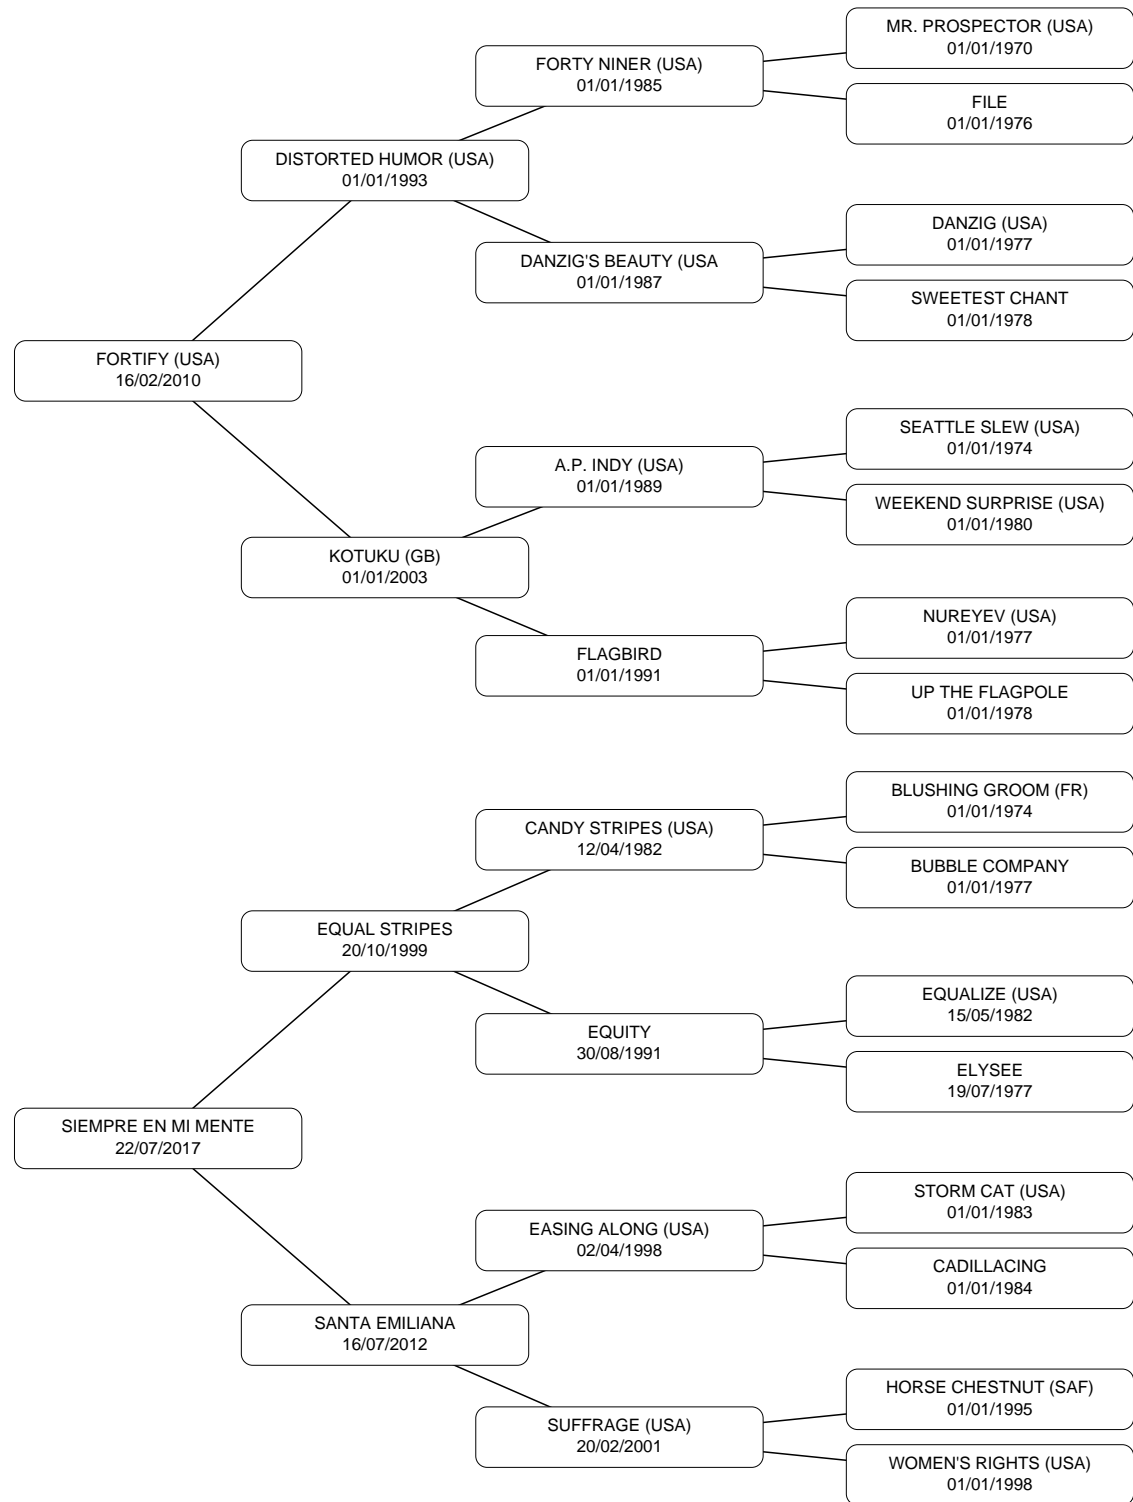 MR. PROSPECTOR (USA)
01/01/1970
FORTY NINER (USA)
01/01/1985
FILE
01/01/1976
DISTORTED HUMOR (USA)
01/01/1993
DANZIG (USA)
01/01/1977
DANZIG'S BEAUTY (USA
01/01/1987
SWEETEST CHANT
01/01/1978
FORTIFY (USA)
16/02/2010
SEATTLE SLEW (USA)
01/01/1974
A.P. INDY (USA)
01/01/1989
WEEKEND SURPRISE (USA)
01/01/1980
KOTUKU (GB)
01/01/2003
NUREYEV (USA)
01/01/1977
FLAGBIRD
01/01/1991
UP THE FLAGPOLE
01/01/1978
BLUSHING GROOM (FR)
01/01/1974
CANDY STRIPES (USA)
12/04/1982
BUBBLE COMPANY
01/01/1977
EQUAL STRIPES
20/10/1999
EQUALIZE (USA)
15/05/1982
EQUITY
30/08/1991
ELYSEE
19/07/1977
SIEMPRE EN MI MENTE
22/07/2017
STORM CAT (USA)
01/01/1983
EASING ALONG (USA)
02/04/1998
CADILLACING
01/01/1984
SANTA EMILIANA
16/07/2012
HORSE CHESTNUT (SAF)
01/01/1995
SUFFRAGE (USA)
20/02/2001
WOMEN'S RIGHTS (USA)
01/01/1998